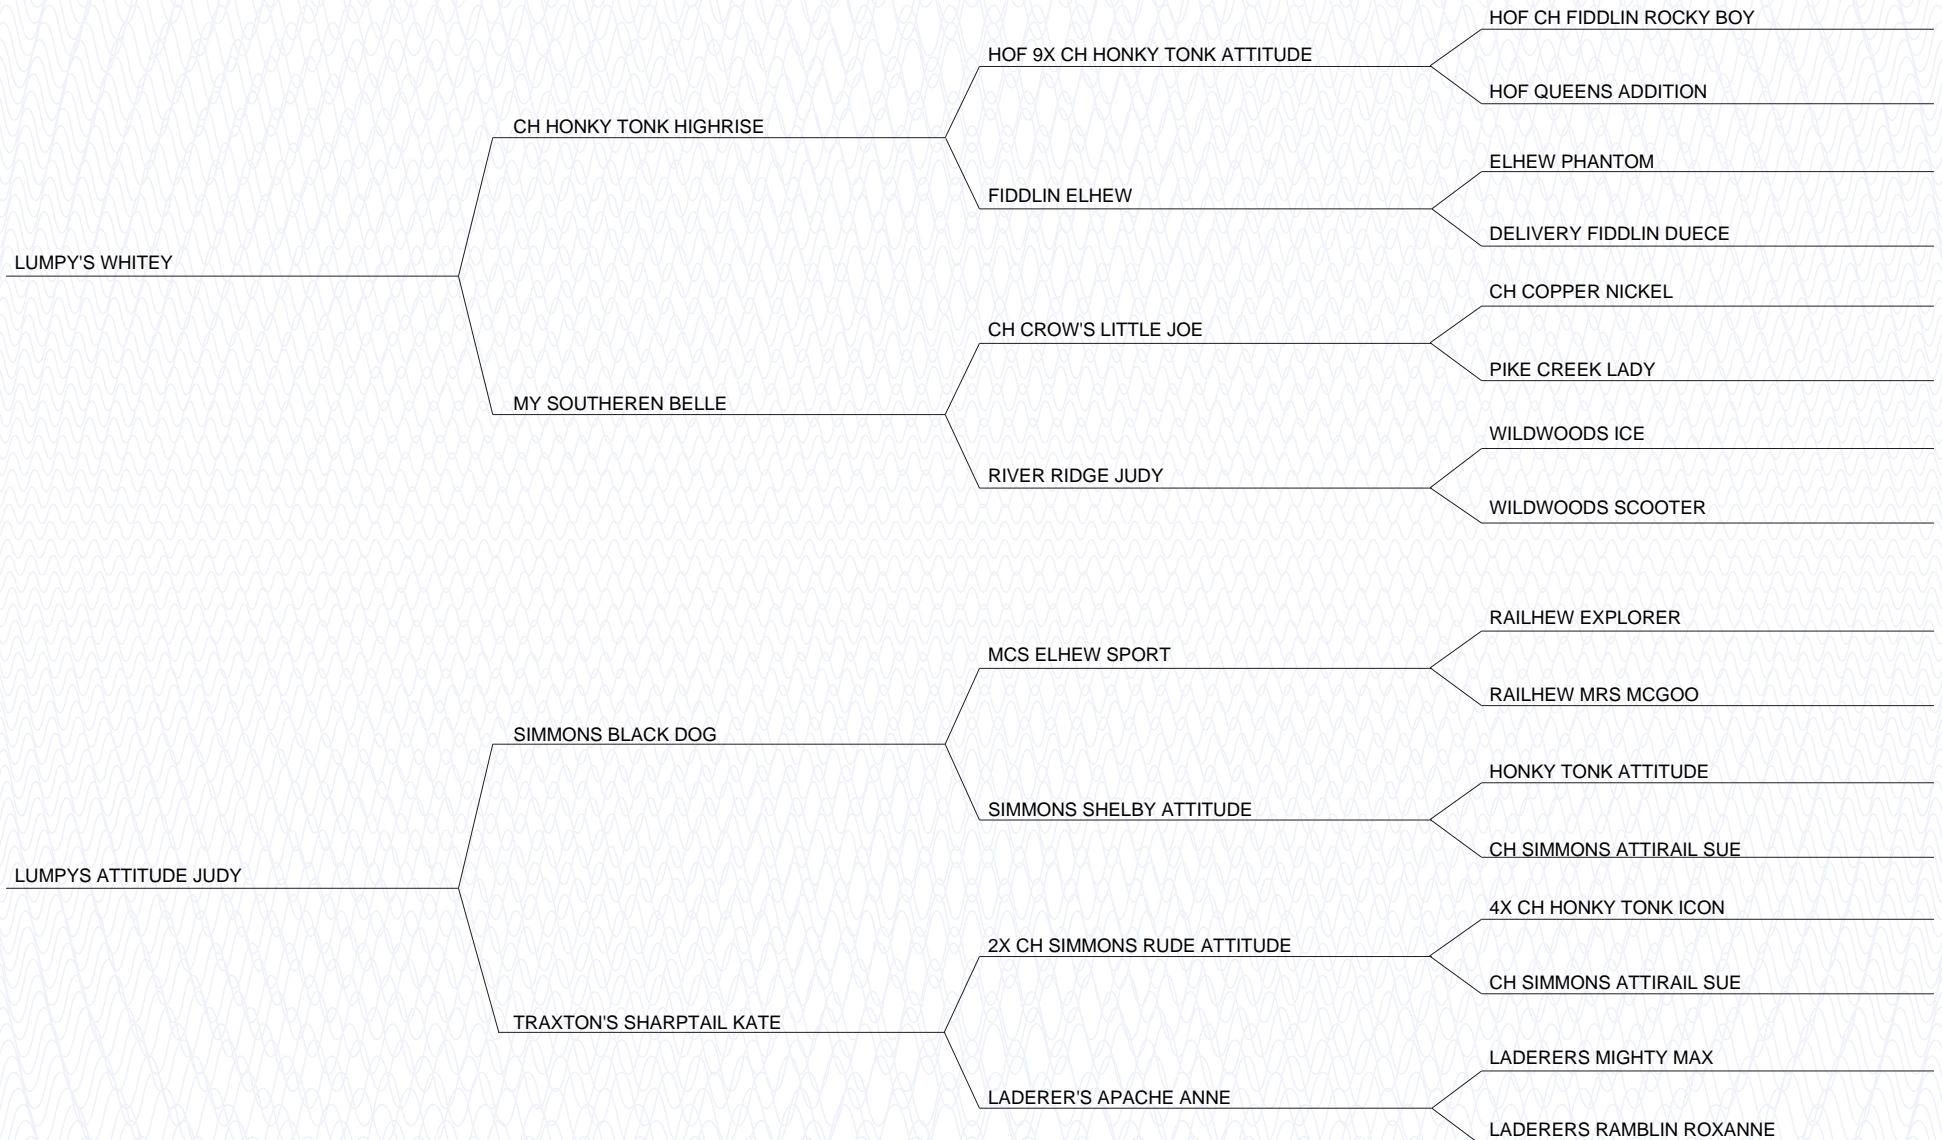 HOF CH FIDDLIN ROCKY BOY
HOF 9X CH HONKY TONK ATTITUDE
HOF QUEENS ADDITION
CH HONKY TONK HIGHRISE
ELHEW PHANTOM
FIDDLIN ELHEW
DELIVERY FIDDLIN DUECE
LUMPY'S WHITEY
CH COPPER NICKEL
CH CROW'S LITTLE JOE
PIKE CREEK LADY
MY SOUTHEREN BELLE
WILDWOODS ICE
RIVER RIDGE JUDY
WILDWOODS SCOOTER
RAILHEW EXPLORER
MCS ELHEW SPORT
RAILHEW MRS MCGOO
SIMMONS BLACK DOG
HONKY TONK ATTITUDE
SIMMONS SHELBY ATTITUDE
CH SIMMONS ATTIRAIL SUE
LUMPYS ATTITUDE JUDY
4X CH HONKY TONK ICON
2X CH SIMMONS RUDE ATTITUDE
CH SIMMONS ATTIRAIL SUE
TRAXTON'S SHARPTAIL KATE
LADERERS MIGHTY MAX
LADERER'S APACHE ANNE
LADERERS RAMBLIN ROXANNE